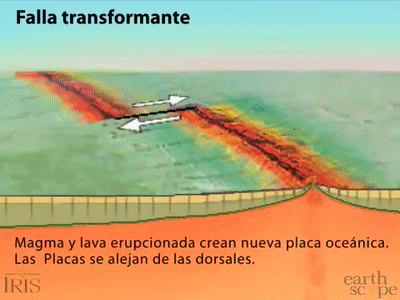 Falla transformante
Magma y lava erupcionada crean nueva placa oceánica.
Las Placas se alejan de las dorsales.
IRIS
earth
scope